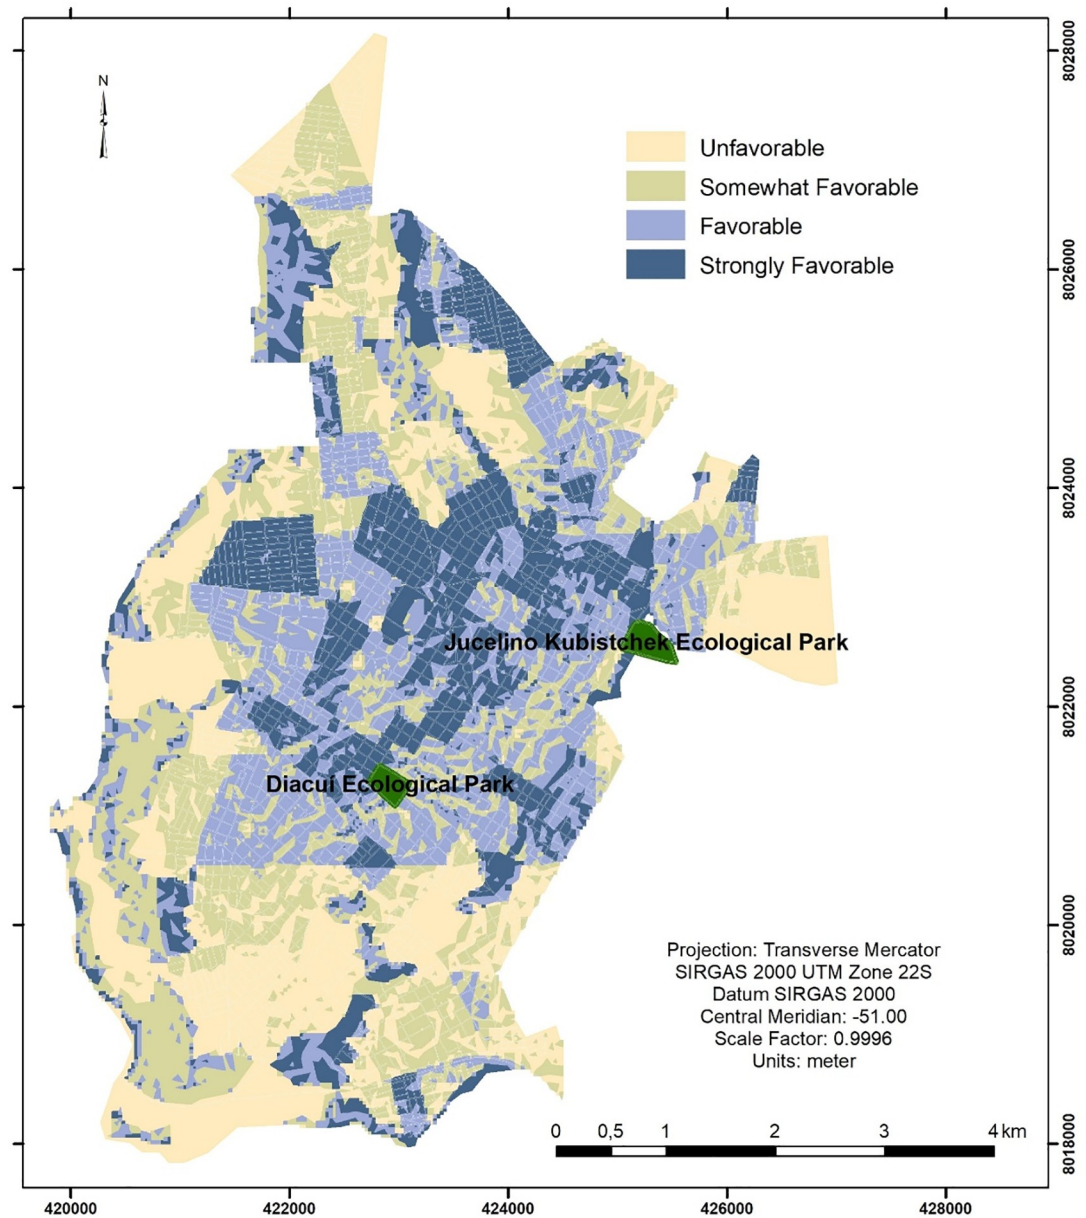 N
Unfavorable
Somewhat Favorable
Favorable
Strongly Favorable
8028000
8026000
8024000
8022000
8020000
8018000
Jucelino Kubistchek Ecological Park
Diacuí Ecological Park
Projection: Transverse Mercator
SIRGAS 2000 UTM Zone 22S
Datum SIRGAS 2000
Central Meridian: -51.00
Scale Factor: 0.9996
Units: meter
0 0,5 1 2 3 4 km
420000 422000 424000 426000 428000